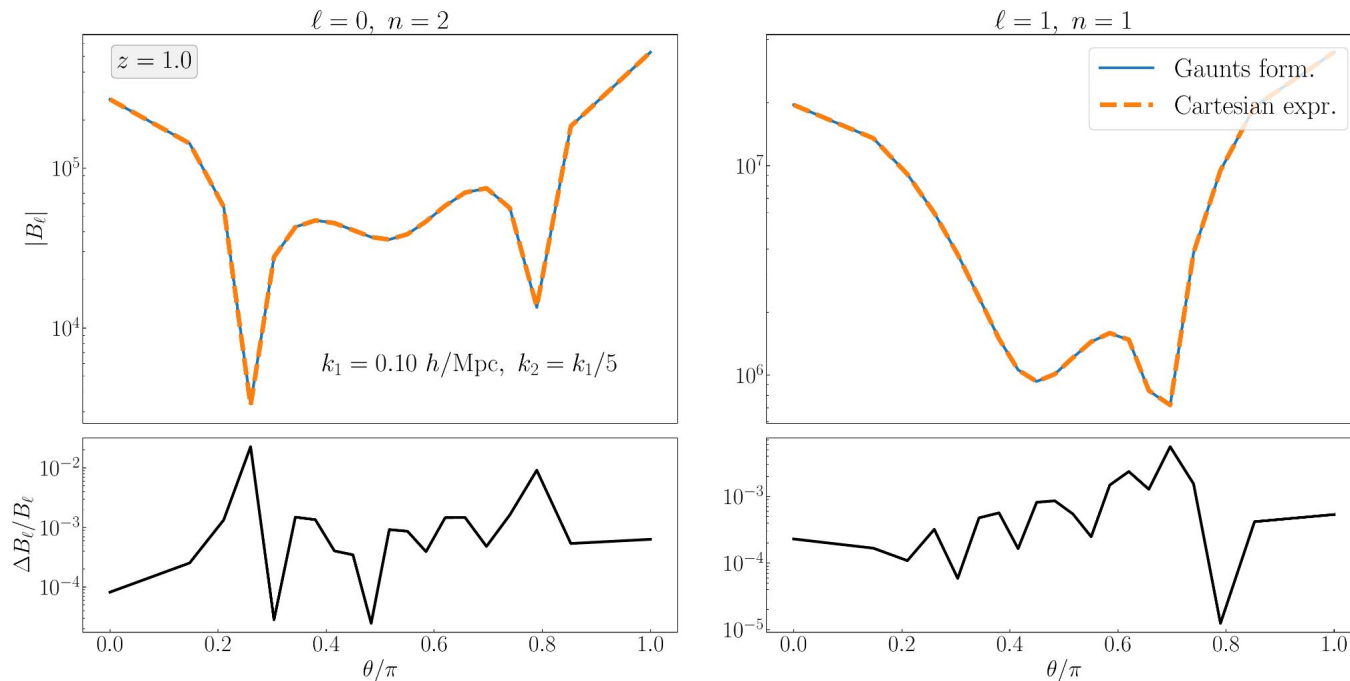 ℓ = 0, n = 2
z = 1.0
|B_ℓ|
10^5
10^4
k_1 = 0.10 h/Mpc, k_2 = k_1/5
ΔB_ℓ/B_ℓ
10^{-2}
10^{-3}
10^{-4}
0.0 0.2 0.4 0.6 0.8 1.0
θ/π
ℓ = 1, n = 1
Gaunts form.
Cartesian expr.
10^7
10^6
10^{-3}
10^{-4}
10^{-5}
0.0 0.2 0.4 0.6 0.8 1.0
θ/π